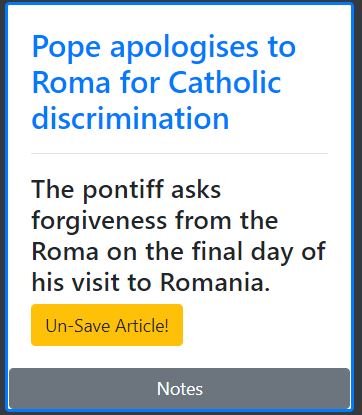 Pope apologises to
Roma for Catholic
discrimination
The pontiff asks
forgiveness from the
Roma on the final day of
his visit to Romania.
Un-Save Article!
Notes